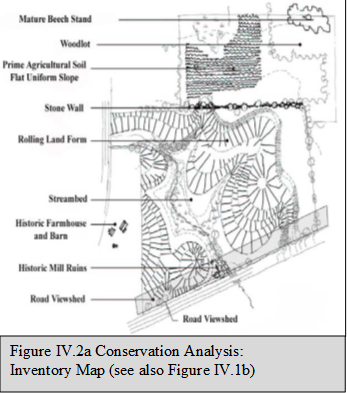 Mature Beech Stand
Woodlot
Prime Agricultural Soil
Flat Uniform Slope
Stone Wall
Rolling Land Form
Streambed
Historic Farmhouse
and Barn
Historic Mill Ruins
Road Viewshed
Road Viewshed
Figure IV.2a Conservation Analysis:
Inventory Map (see also Figure IV.1b)